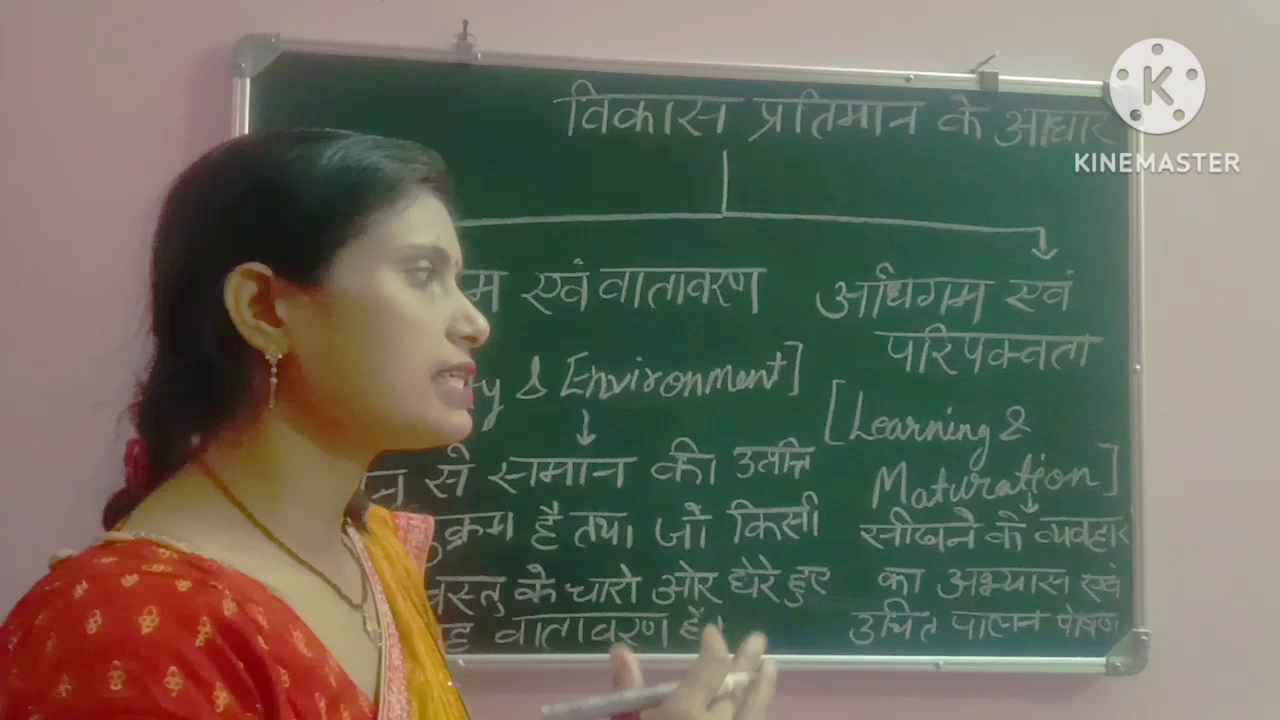 विकास प्रतिमान के आधार
K
KINEMASTER
म एवं वातावरण
y & Environment]
न से समान की उत्पत्ति
क्रम है तथा जो किसी
वस्तु के चारो ओर घेरे हुए
ह वातावरण है।
अधिगम एवं
परिपक्वता
[Learning &
Maturation]
सीखने के व्यवहार
का अभ्यास एवं
उचित पालन पोषण